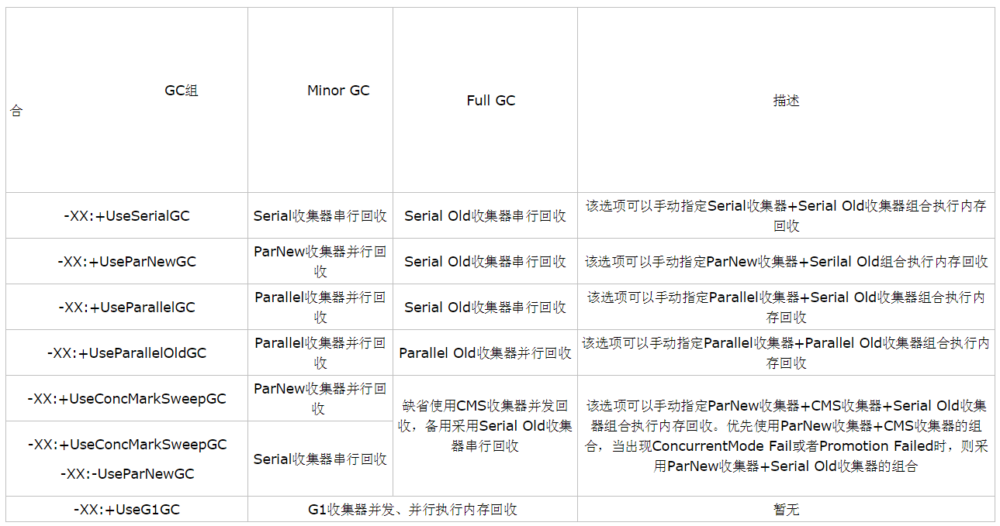 GC组
合
Minor GC
Full GC
描述
-XX:+UseSerialGC
Serial收集器串行回收
Serial Old收集器串行回收
该选项可以手动指定Serial收集器+Serial Old收集器组合执行内存
回收
-XX:+UseParNewGC
ParNew收集器并行回
收
Serial Old收集器串行回收
该选项可以手动指定ParNew收集器+Serilal Old组合执行内存回收
-XX:+UseParallelGC
Parallel收集器并行回
收
Serial Old收集器串行回收
该选项可以手动指定Parallel收集器+Serial Old收集器组合执行内
存回收
-XX:+UseParallelOldGC
Parallel收集器并行回
收
Parallel Old收集器并行回收
该选项可以手动指定Parallel收集器+Parallel Old收集器组合执行内
存回收
-XX:+UseConcMarkSweepGC
ParNew收集器并行回
收
缺省使用CMS收集器并发回
收，备用采用Serial Old收集
器串行回收
该选项可以手动指定ParNew收集器+CMS收集器+Serial Old收集
器组合执行内存回收。优先使用ParNew收集器+CMS收集器的组
合，当出现ConcurrentMode Fail或者Promotion Failed时，则采
用ParNew收集器+Serial Old收集器的组合
-XX:+UseConcMarkSweepGC
-XX:-UseParNewGC
Serial收集器串行回收
-XX:+UseG1GC
G1收集器并发、并行执行内存回收
暂无